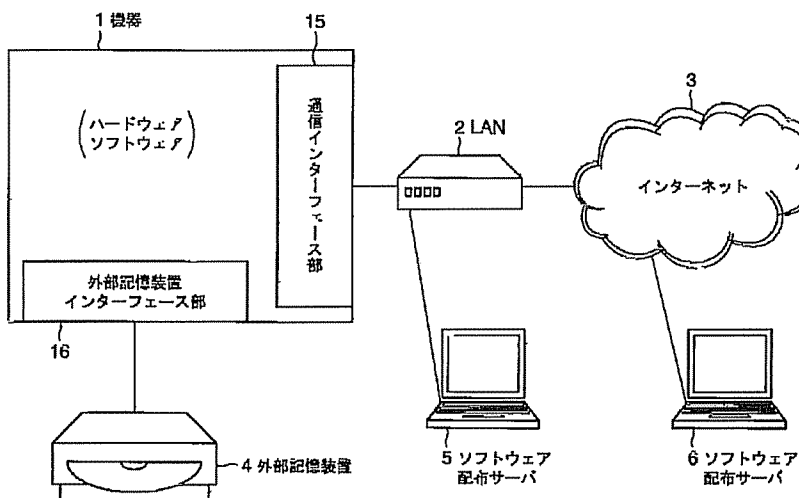 1 機器
15
3
(ハードウェア
ソフトウェア)
通信インターフェース部
2 LAN
インターネット
外部記憶装置
インターフェース部
16
4 外部記憶装置
5 ソフトウェア
配布サーバ
6 ソフトウェア
配布サーバ